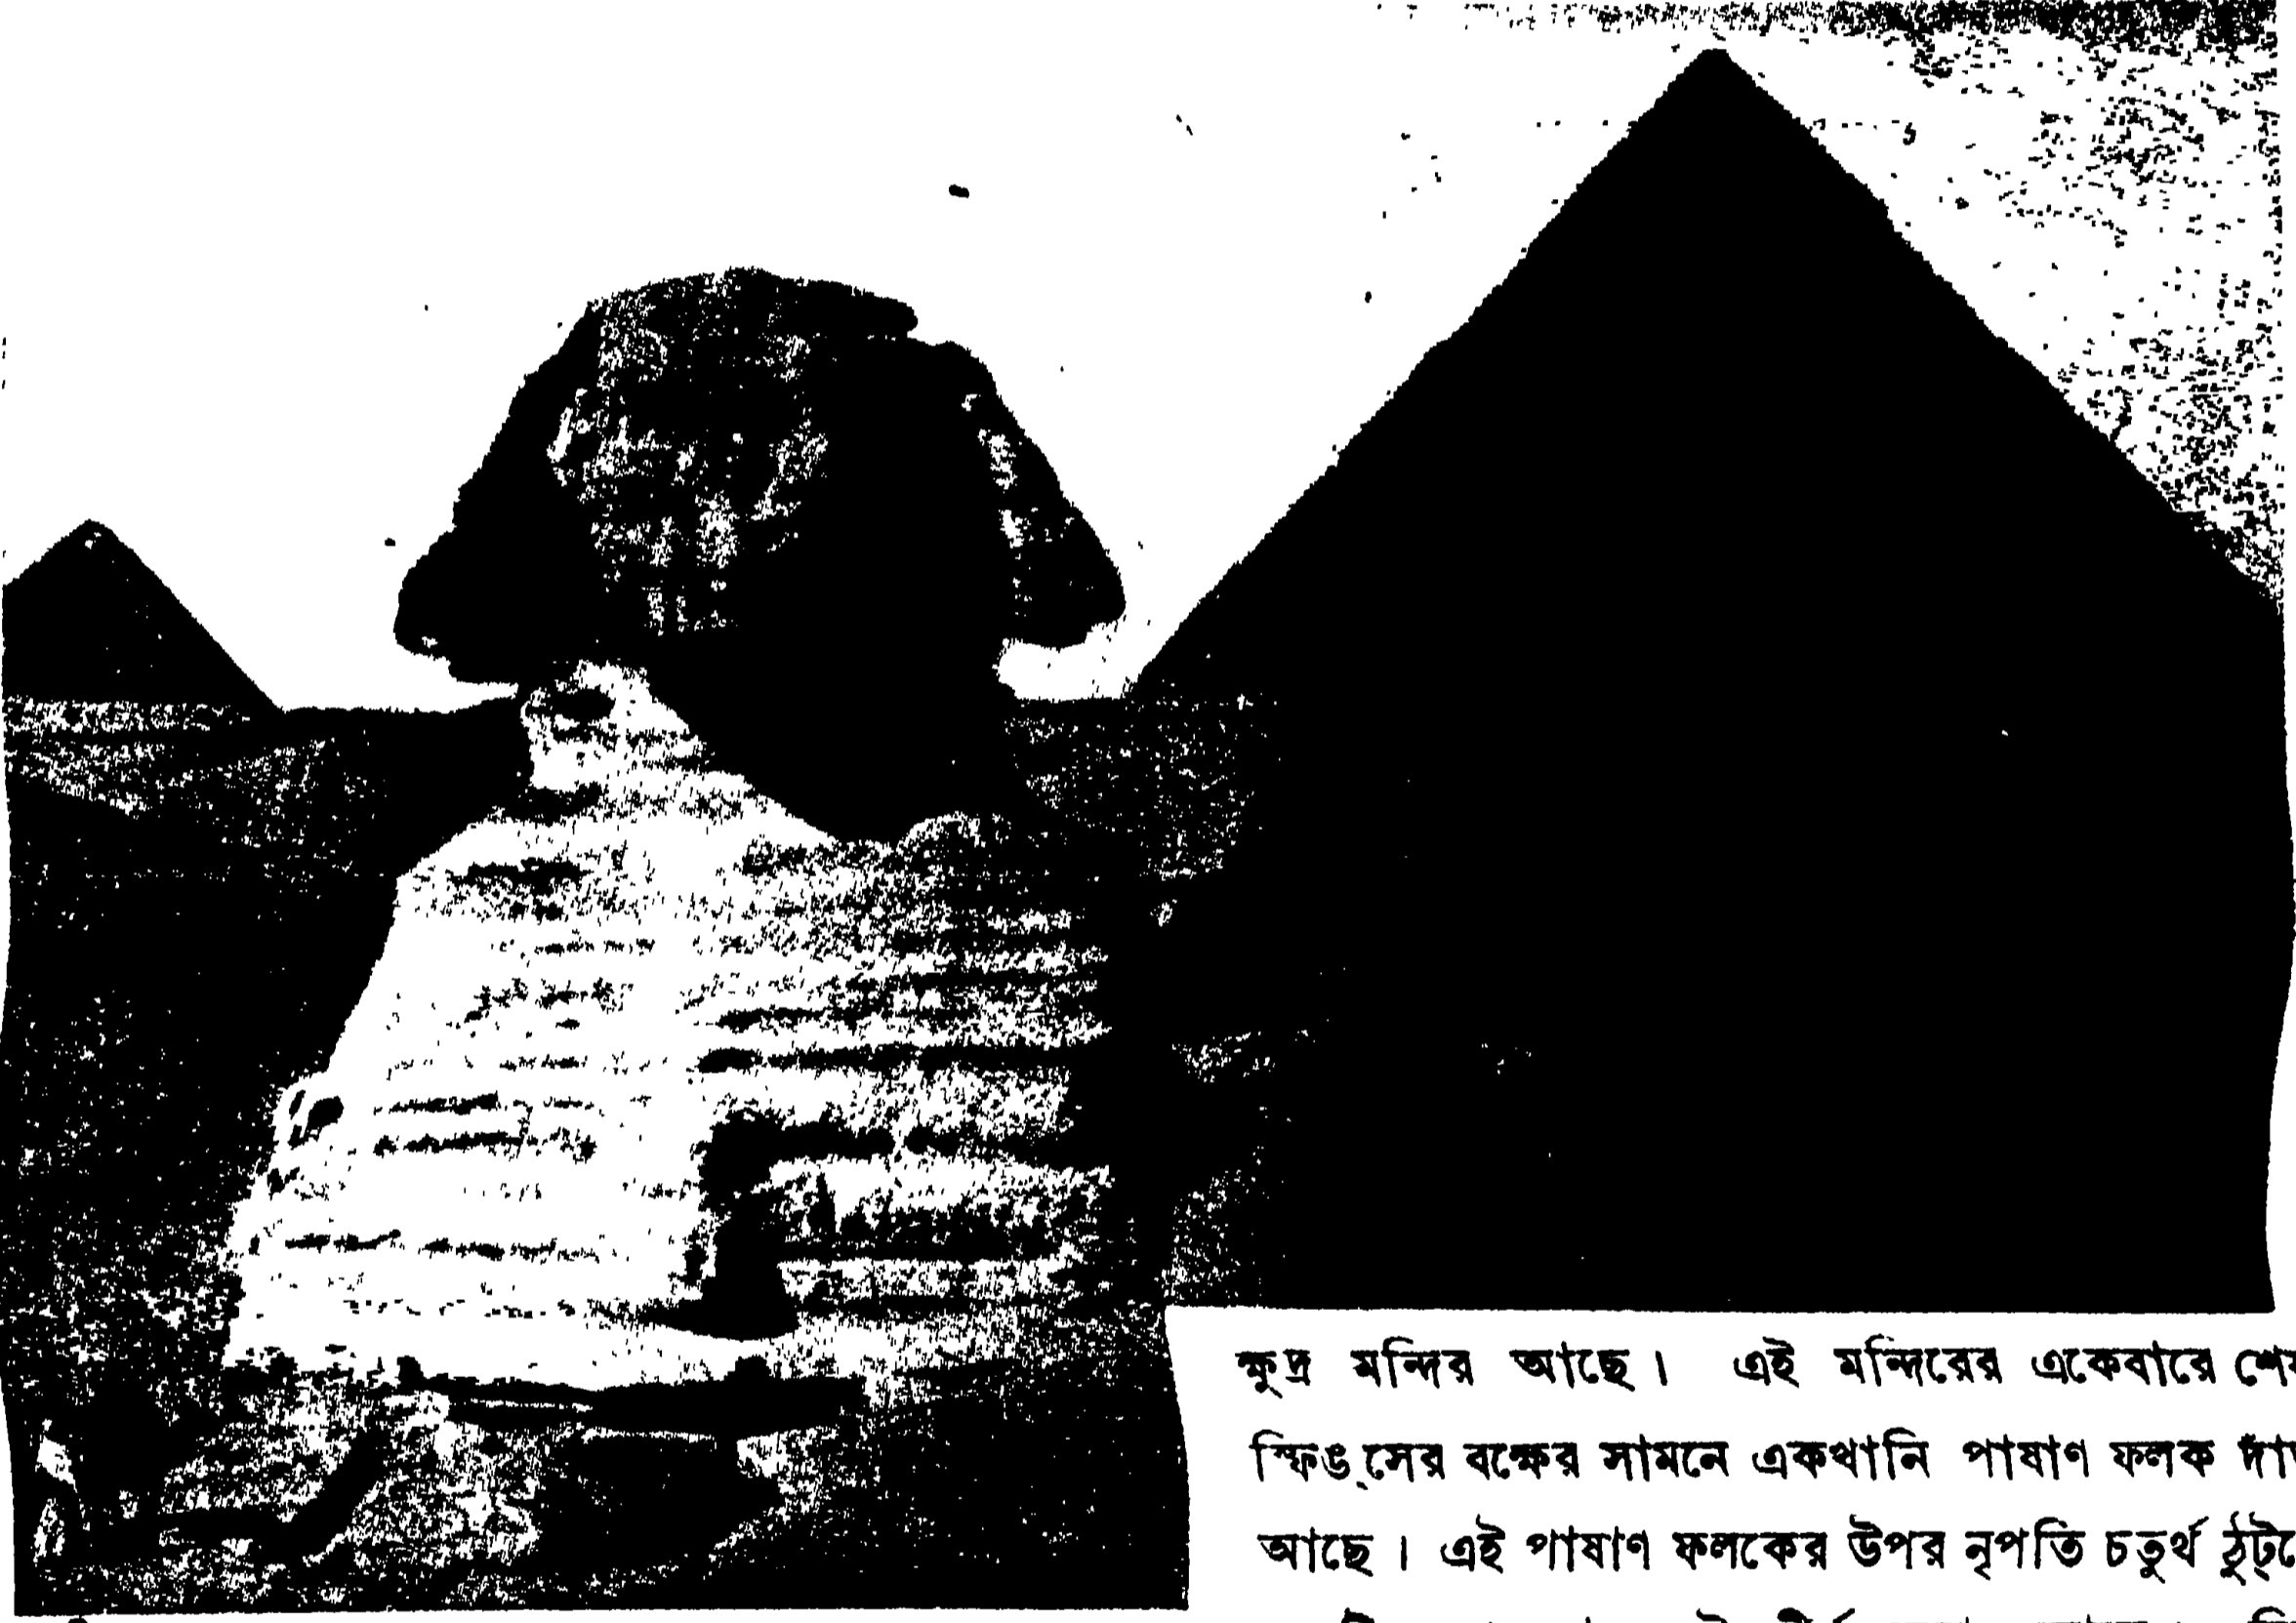 ক্ষুদ্র মন্দির আছে। এই মন্দিরের একেবারে
স্ফিঙ্‌সের বক্ষের সামনে একখানি পাষাণ ফলক
আছে। এই পাষাণ ফলকের উপর নৃপতি চতুর্থ